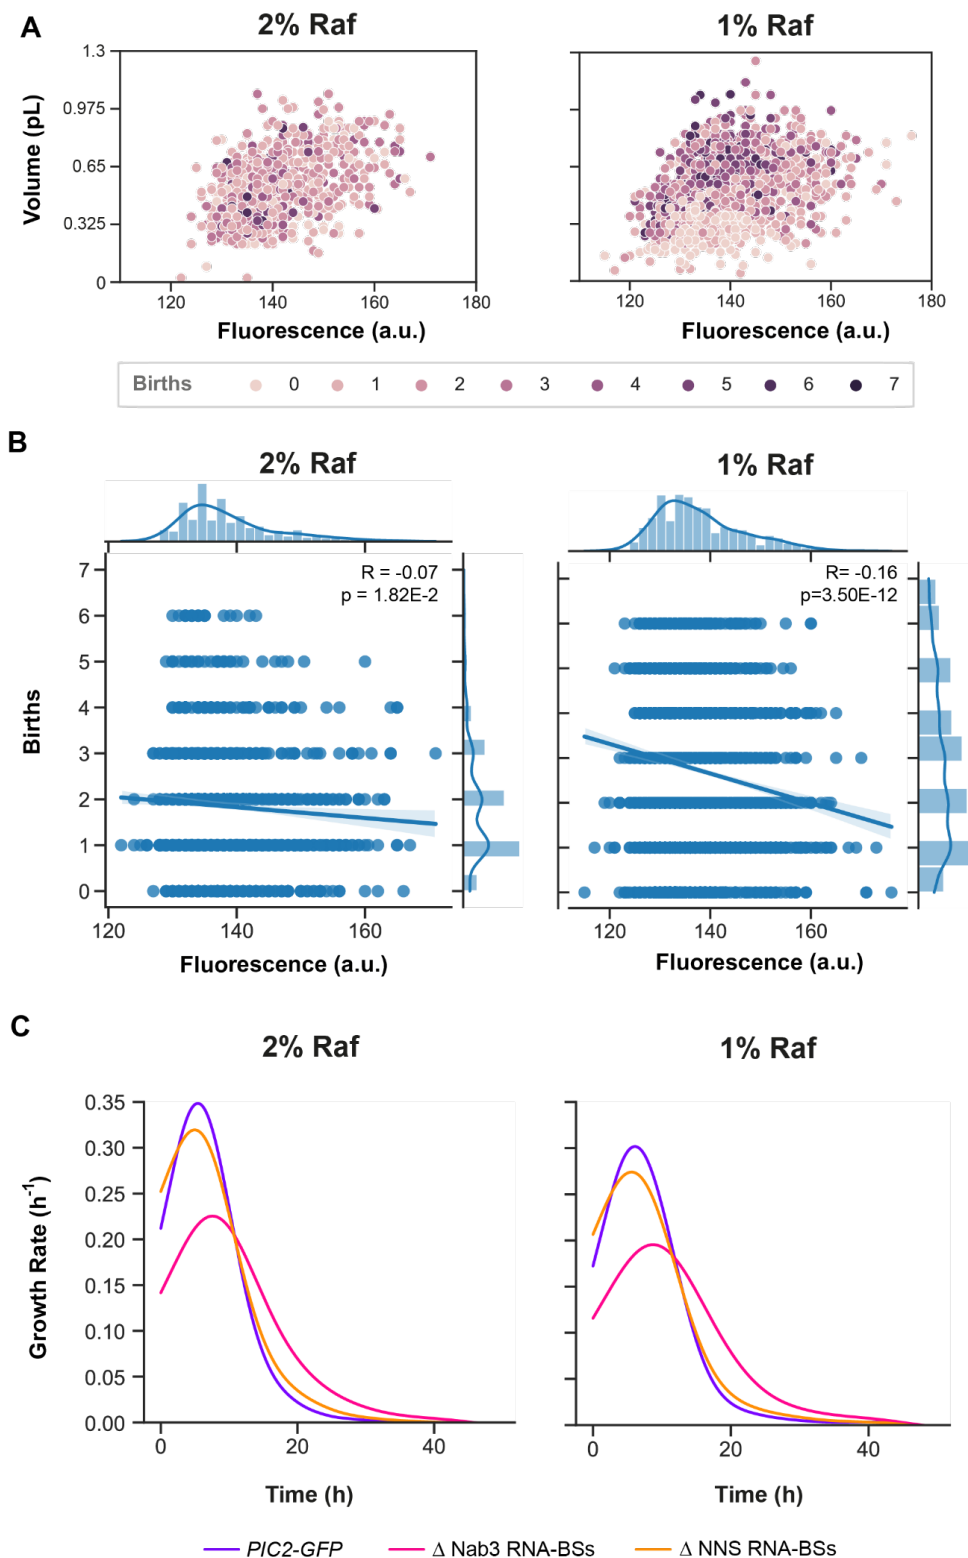 A
2% Raf
1% Raf
1.3
0.975
0.65
0.325
0
Volume (pL)
120 140 160 180
120 140 160 180
Fluorescence (a.u.)
Fluorescence (a.u.)
Births 0 1 2 3 4 5 6 7
B
2% Raf
1% Raf
R = -0.07
p = 1.82E-2
R= -0.16
p=3.50E-12
7
6
5
4
3
2
1
0
Births
120 140 160
120 140 160
Fluorescence (a.u.)
Fluorescence (a.u.)
C
2% Raf
1% Raf
0.35
0.30
0.25
0.20
0.15
0.10
0.05
0.00
Growth Rate (h-1)
0 20 40
0 20 40
Time (h)
Time (h)
PIC2-GFP
Δ Nab3 RNA-BSs
Δ NNS RNA-BSs